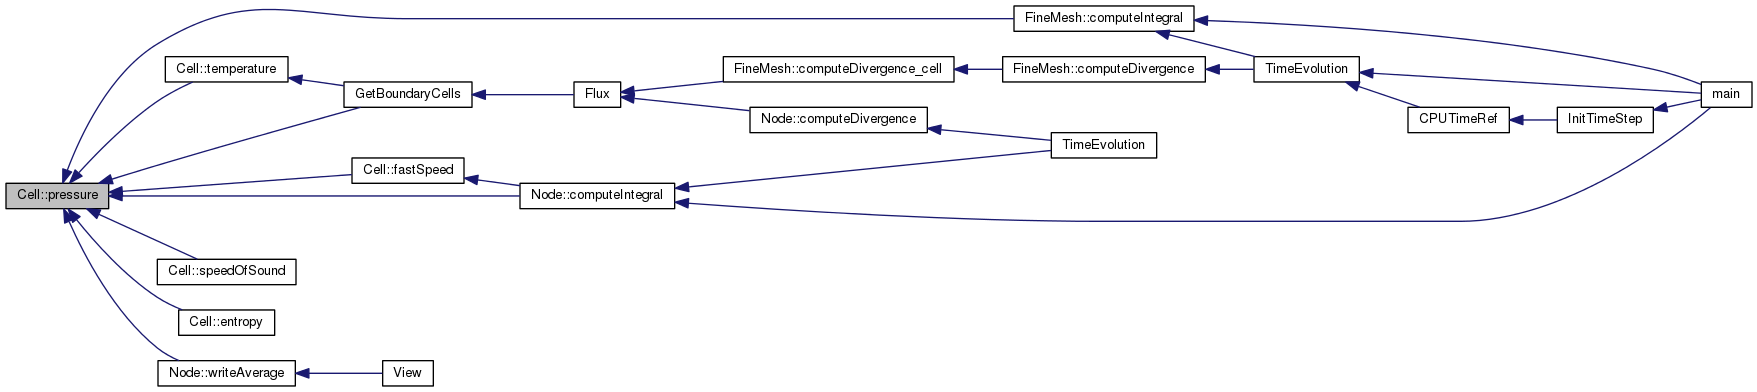 FineMesh::computeIntegral
Cell::temperature
FineMesh::computeDivergence_cell
FineMesh::computeDivergence
TimeEvolution
GetBoundaryCells
Flux
main
Node::computeDivergence
CPUTimeRef
InitTimeStep
TimeEvolution
Cell::fastSpeed
Cell::pressure
Node::computeIntegral
Cell::speedOfSound
Cell::entropy
Node::writeAverage
View